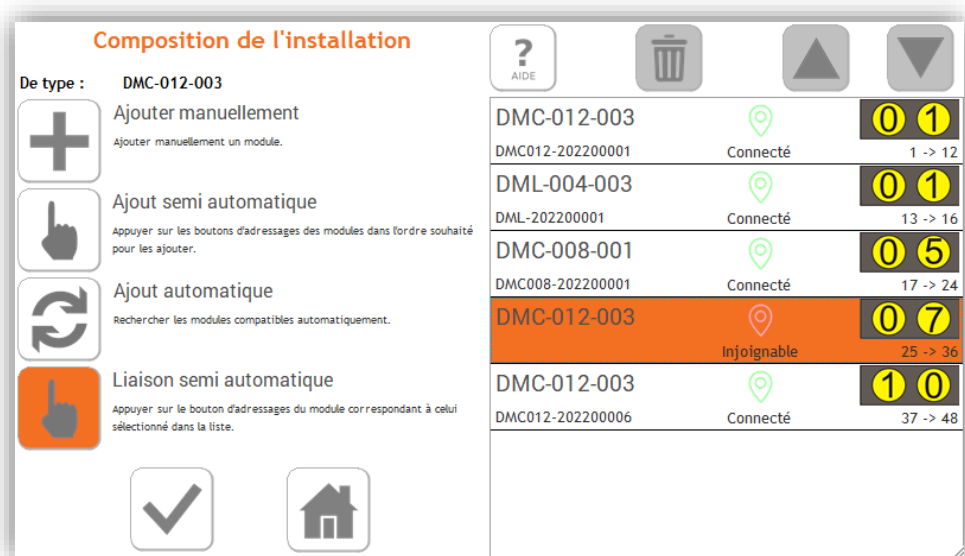 Composition de l'installation
De type : DMC-012-003
Ajouter manuellement
Ajouter manuellement un module.
Ajout semi automatique
Appuyer sur les boutons d'adressages des modules dans l'ordre souhaité
pour les ajouter.
Ajout automatique
Rechercher les modules compatibles automatiquement.
Liaison semi automatique
Appuyer sur le bouton d'adressages du module correspondant à celui
sélectionné dans la liste.
?
AIDE
DMC-012-003 0 1
DMC012-202200001 Connecté 1 -> 12
DML-004-003 0 1
DML-202200001 Connecté 13 -> 16
DMC-008-001 0 5
DMC008-202200001 Connecté 17 -> 24
DMC-012-003 0 7
Injoignable 25 -> 36
DMC-012-003 1 0
DMC012-202200006 Connecté 37 -> 48